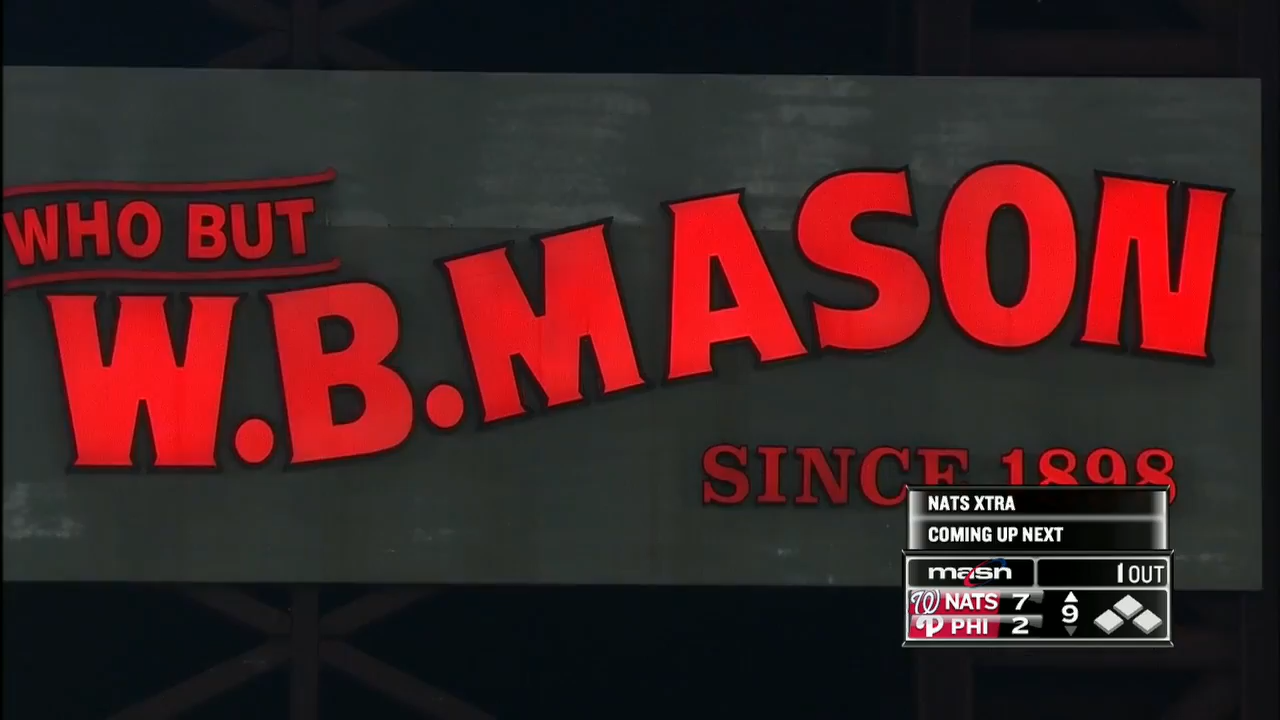 WHO BUT
W.B.MASON
SINCE 1898
NATS XTRA
COMING UP NEXT
masn 1 OUT
W NATS 7 9
P PHI 2